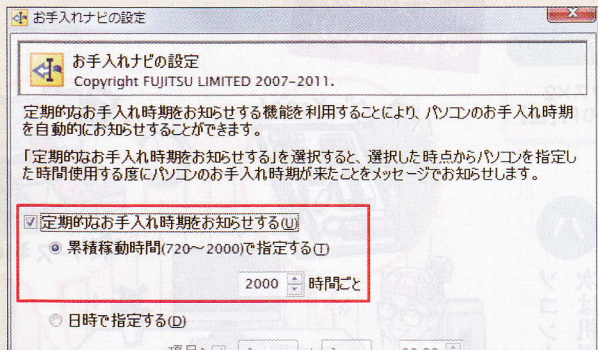 お手入れナビの設定
お手入れナビの設定
Copyright FUJITSU LIMITED 2007-2011.
定期的なお手入れ時期をお知らせする機能を利用することにより、パソコンのお手入れ時期
を自動的にお知らせすることができます。
「定期的なお手入れ時期をお知らせする」を選択すると、選択した時点からパソコンを指定し
た時間使用する度にパソコンのお手入れ時期が来たことをメッセージでお知らせします。
定期的なお手入れ時期をお知らせする(U)
累積稼動時間(720～2000)で指定する(T)
2000 時間ごと
日時で指定する(D)